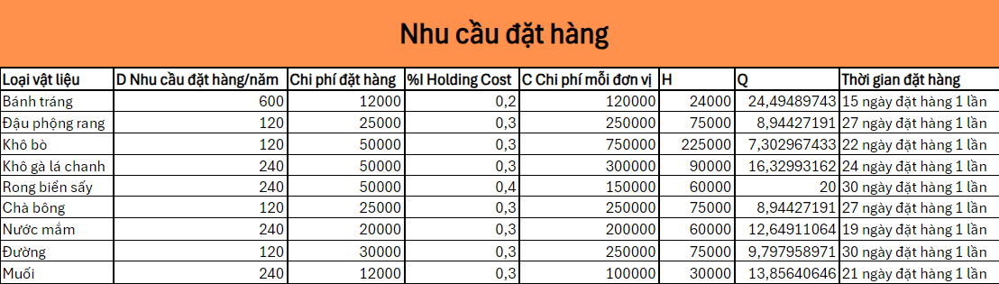 Nhu cầu đặt hàng
Loại vật liệu D Nhu cầu đặt hàng/năm Chi phí đặt hàng %I Holding Cost C Chi phí mỗi đơn vị H Q Thời gian đặt hàng
Bánh tráng 600 12000 0,2 120000 24000 24,49489743 15 ngày đặt hàng 1 lần
Đậu phộng rang 120 25000 0,3 250000 75000 8,94427191 27 ngày đặt hàng 1 lần
Khô bò 120 50000 0,3 750000 225000 7,302967433 22 ngày đặt hàng 1 lần
Khô gà lá chanh 240 50000 0,3 300000 90000 16,32993162 24 ngày đặt hàng 1 lần
Rong biển sấy 240 50000 0,4 150000 60000 20 30 ngày đặt hàng 1 lần
Chà bông 120 25000 0,3 250000 75000 8,94427191 27 ngày đặt hàng 1 lần
Nước mắm 240 20000 0,3 200000 60000 12,64911064 19 ngày đặt hàng 1 lần
Đường 120 30000 0,3 250000 75000 9,797958971 30 ngày đặt hàng 1 lần
Muối 240 12000 0,3 100000 30000 13,85640646 21 ngày đặt hàng 1 lần